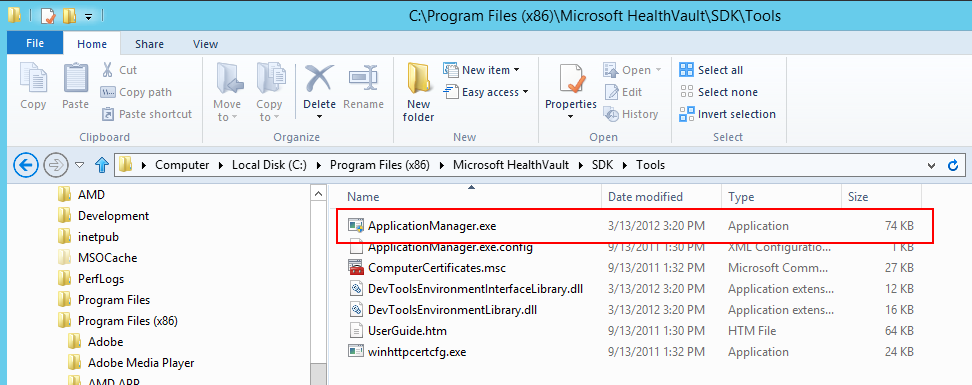 C:\Program Files (x86)\Microsoft HealthVault\SDK\Tools
File Home Share View
Copy Paste Cut Copy path Paste shortcut
Clipboard
Move to Copy to Delete Rename
Organize
New folder New item Easy access
New
Properties Open Edit History
Open
Select all Select none Invert selection
Select
Computer Local Disk (C:) Program Files (x86) Microsoft HealthVault SDK Tools
AMD
Development
inetpub
MSOCache
PerfLogs
Program Files
Program Files (x86)
Adobe
Adobe Media Player
AMD APP
Name Date modified Type Size
ApplicationManager.exe 3/13/2012 3:20 PM Application 74 KB
ApplicationManager.exe.config 9/13/2011 1:30 PM XML Configuratio... 1 KB
ComputerCertificates.msc 9/13/2011 1:32 PM Microsoft Comm... 27 KB
DevToolsEnvironmentInterfaceLibrary.dll 3/13/2012 3:20 PM Application extens... 12 KB
DevToolsEnvironmentLibrary.dll 3/13/2012 3:20 PM Application extens... 16 KB
UserGuide.htm 9/13/2011 1:30 PM HTM File 64 KB
winhttpcertcfg.exe 9/13/2011 1:32 PM Application 24 KB